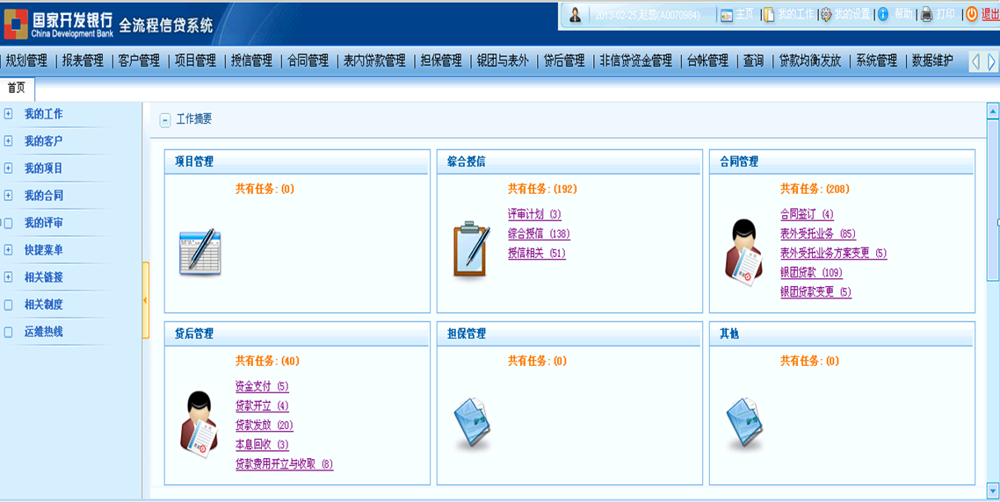 国家开发银行 全流程信贷系统
China Development Bank
2013-02-25,赵蓉(A0070984) 主页 我的工作 我的设置 帮助 打印 退出
规划管理 报表管理 客户管理 项目管理 授信管理 合同管理 表内贷款管理 担保管理 银团与表外 贷后管理 非信贷资金管理 台帐管理 查询 贷款均衡发放 系统管理 数据维护
首页
我的工作
我的客户
我的项目
我的合同
我的评审
快捷菜单
相关链接
相关制度
运维热线
工作摘要
项目管理
共有任务:(0)
综合授信
共有任务:(192)
评审计划 (3)
综合授信 (138)
授信相关 (51)
合同管理
共有任务:(208)
合同签订 (4)
表外受托业务 (85)
表外受托业务方案变更 (5)
银团贷款 (109)
银团贷款变更 (5)
贷后管理
共有任务:(40)
资金支付 (5)
贷款开立 (4)
贷款发放 (20)
本息回收 (3)
贷款费用开立与收取 (8)
担保管理
共有任务:(0)
其他
共有任务:(0)